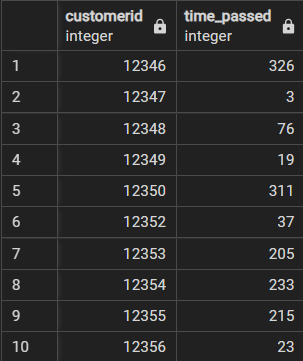 customerid time_passed
integer integer
1 12346 326
2 12347 3
3 12348 76
4 12349 19
5 12350 311
6 12352 37
7 12353 205
8 12354 233
9 12355 215
10 12356 23